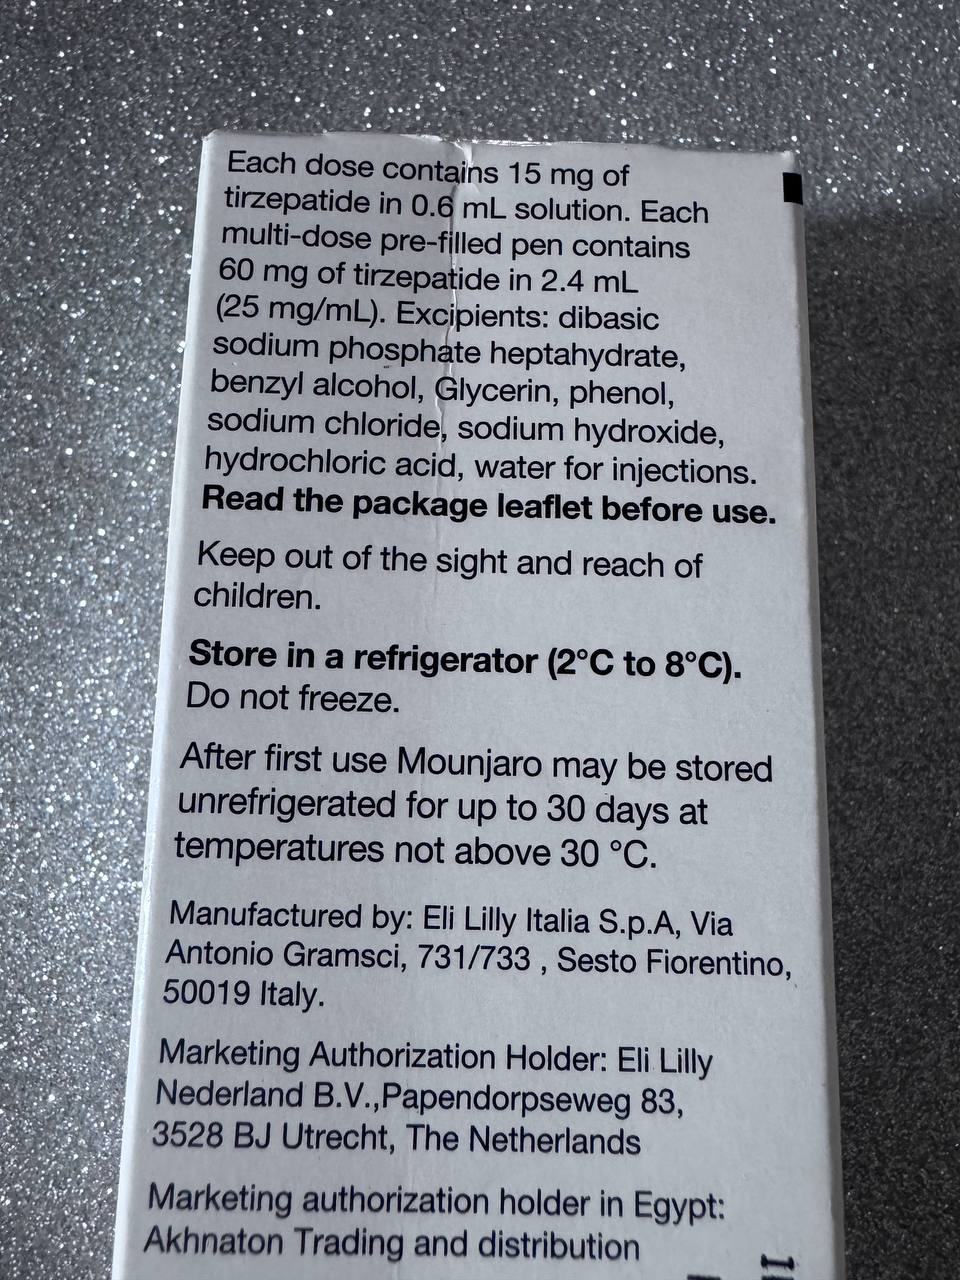 Each dose contains 15 mg of
tirzepatide in 0.6 mL solution. Each
multi-dose pre-filled pen contains
60 mg of tirzepatide in 2.4 mL
(25 mg/mL). Excipients: dibasic
sodium phosphate heptahydrate,
benzyl alcohol, Glycerin, phenol,
sodium chloride, sodium hydroxide,
hydrochloric acid, water for injections.
Read the package leaflet before use.
Keep out of the sight and reach of
children.
Store in a refrigerator (2°C to 8°C).
Do not freeze.
After first use Mounjaro may be stored
unrefrigerated for up to 30 days at
temperatures not above 30 °C.
Manufactured by: Eli Lilly Italia S.p.A, Via
Antonio Gramsci, 731/733 , Sesto Fiorentino,
50019 Italy.
Marketing Authorization Holder: Eli Lilly
Nederland B.V.,Papendorpseweg 83,
3528 BJ Utrecht, The Netherlands
Marketing authorization holder in Egypt:
Akhnaton Trading and distribution